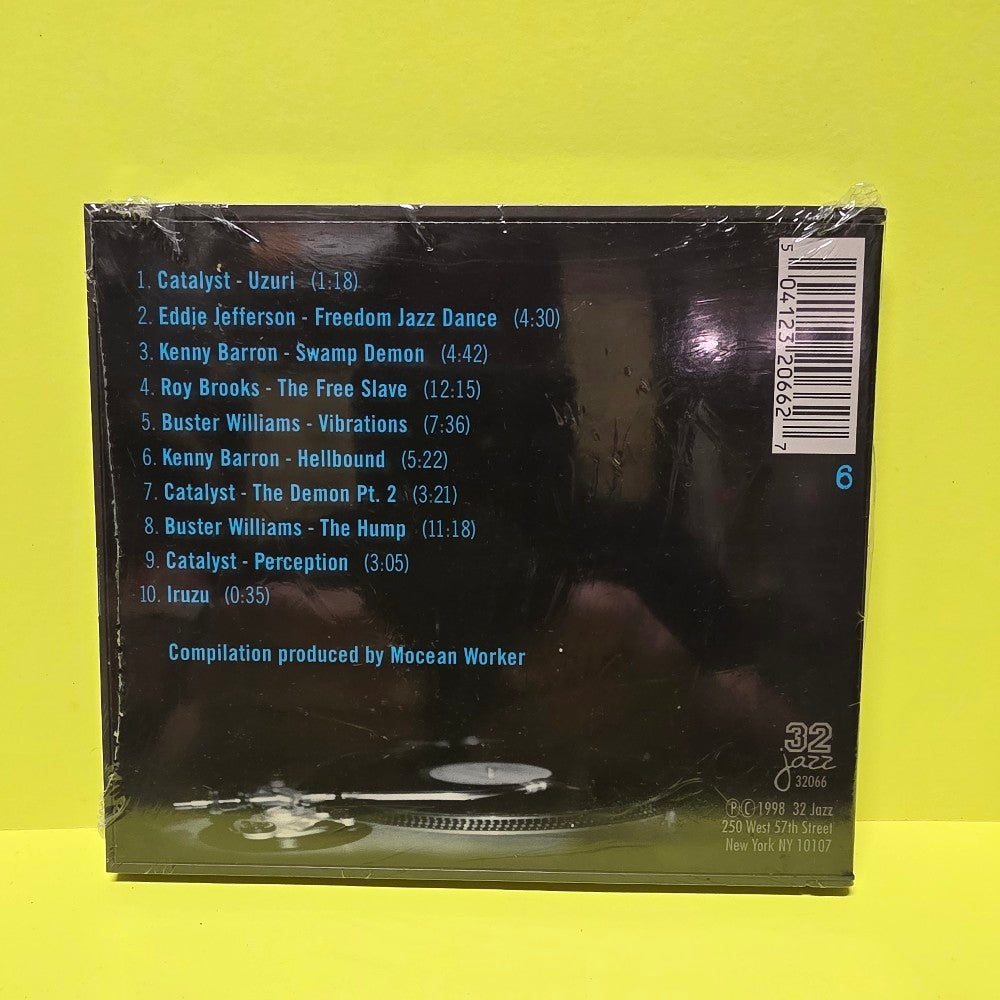 1. Catalyst - Uzuri (1:18)
2. Eddie Jefferson - Freedom Jazz Dance (4:30)
3. Kenny Barron - Swamp Demon (4:42)
4. Roy Brooks - The Free Slave (12:15)
5. Buster Williams - Vibrations (7:36)
6. Kenny Barron - Hellbound (5:22)
7. Catalyst - The Demon Pt. 2 (3:21)
8. Buster Williams - The Hump (11:18)
9. Catalyst - Perception (3:05)
10. Iruzu (0:35)
Compilation produced by Mocean Worker
5 04123 20662 7
6
32
jazz
32066
℗© 1998 32 Jazz
250 West 57th Street
New York NY 10107